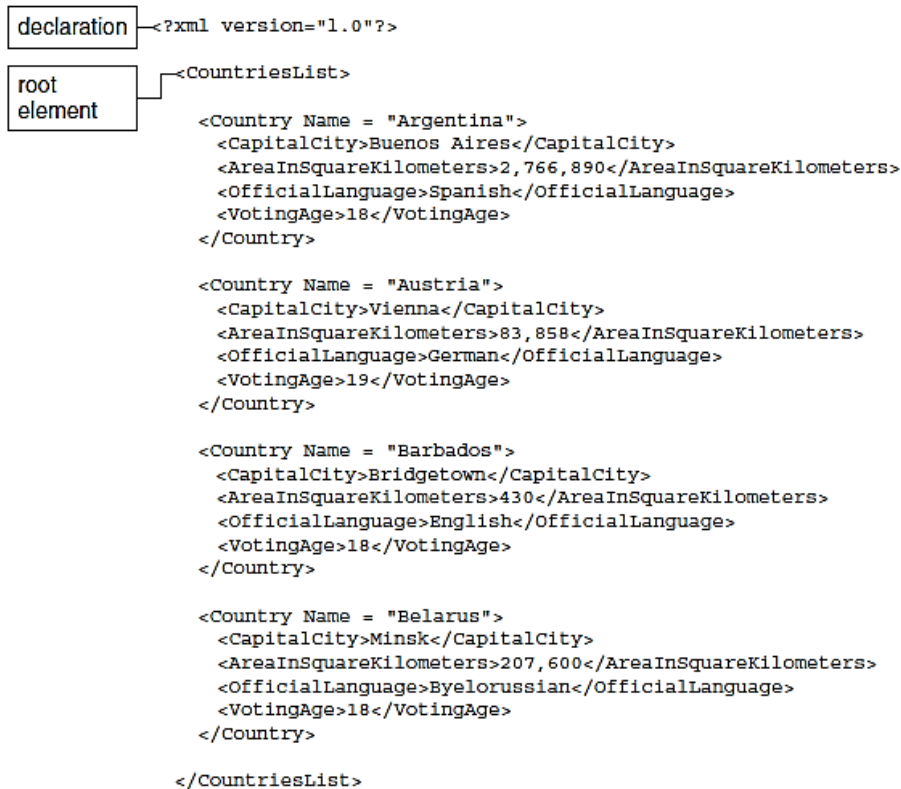 declaration
<?xml version="1.0"?>
root
element
<CountriesList>
<Country Name = "Argentina">
<CapitalCity>Buenos Aires</CapitalCity>
<AreaInSquareKilometers>2,766,890</AreaInSquareKilometers>
<OfficialLanguage>Spanish</OfficialLanguage>
<VotingAge>18</VotingAge>
</Country>
<Country Name = "Austria">
<CapitalCity>Vienna</CapitalCity>
<AreaInSquareKilometers>83,858</AreaInSquareKilometers>
<OfficialLanguage>German</OfficialLanguage>
<VotingAge>19</VotingAge>
</Country>
<Country Name = "Barbados">
<CapitalCity>Bridgetown</CapitalCity>
<AreaInSquareKilometers>430</AreaInSquareKilometers>
<OfficialLanguage>English</OfficialLanguage>
<VotingAge>18</VotingAge>
</Country>
<Country Name = "Belarus">
<CapitalCity>Minsk</CapitalCity>
<AreaInSquareKilometers>207,600</AreaInSquareKilometers>
<OfficialLanguage>Byelorussian</OfficialLanguage>
<VotingAge>18</VotingAge>
</Country>
</CountriesList>